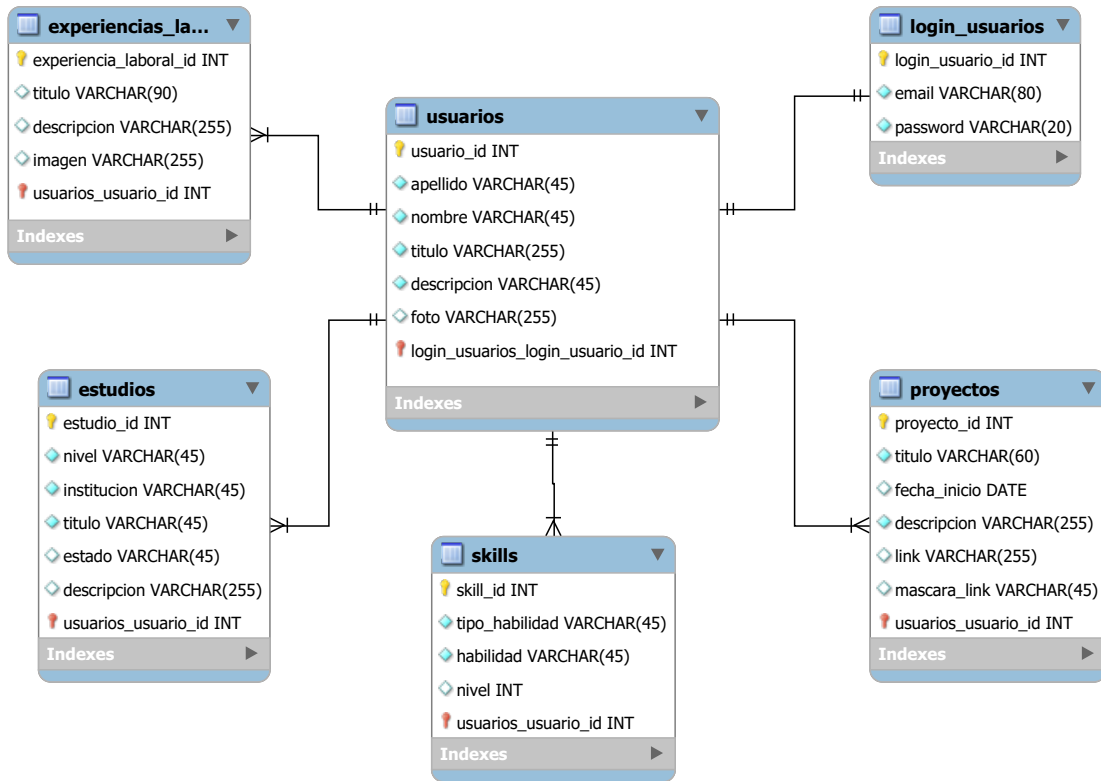 experiencias_la...
experiencia_laboral_id INT
titulo VARCHAR(90)
descripcion VARCHAR(255)
imagen VARCHAR(255)
usuarios_usuario_id INT
Indexes
login_usuarios
login_usuario_id INT
email VARCHAR(80)
password VARCHAR(20)
Indexes
usuarios
usuario_id INT
apellido VARCHAR(45)
nombre VARCHAR(45)
titulo VARCHAR(255)
descripcion VARCHAR(45)
foto VARCHAR(255)
login_usuarios_login_usuario_id INT
Indexes
estudios
estudio_id INT
nivel VARCHAR(45)
institucion VARCHAR(45)
titulo VARCHAR(45)
estado VARCHAR(45)
descripcion VARCHAR(255)
usuarios_usuario_id INT
Indexes
skills
skill_id INT
tipo_habilidad VARCHAR(45)
habilidad VARCHAR(45)
nivel INT
usuarios_usuario_id INT
Indexes
proyectos
proyecto_id INT
titulo VARCHAR(60)
fecha_inicio DATE
descripcion VARCHAR(255)
link VARCHAR(255)
mascara_link VARCHAR(45)
usuarios_usuario_id INT
Indexes